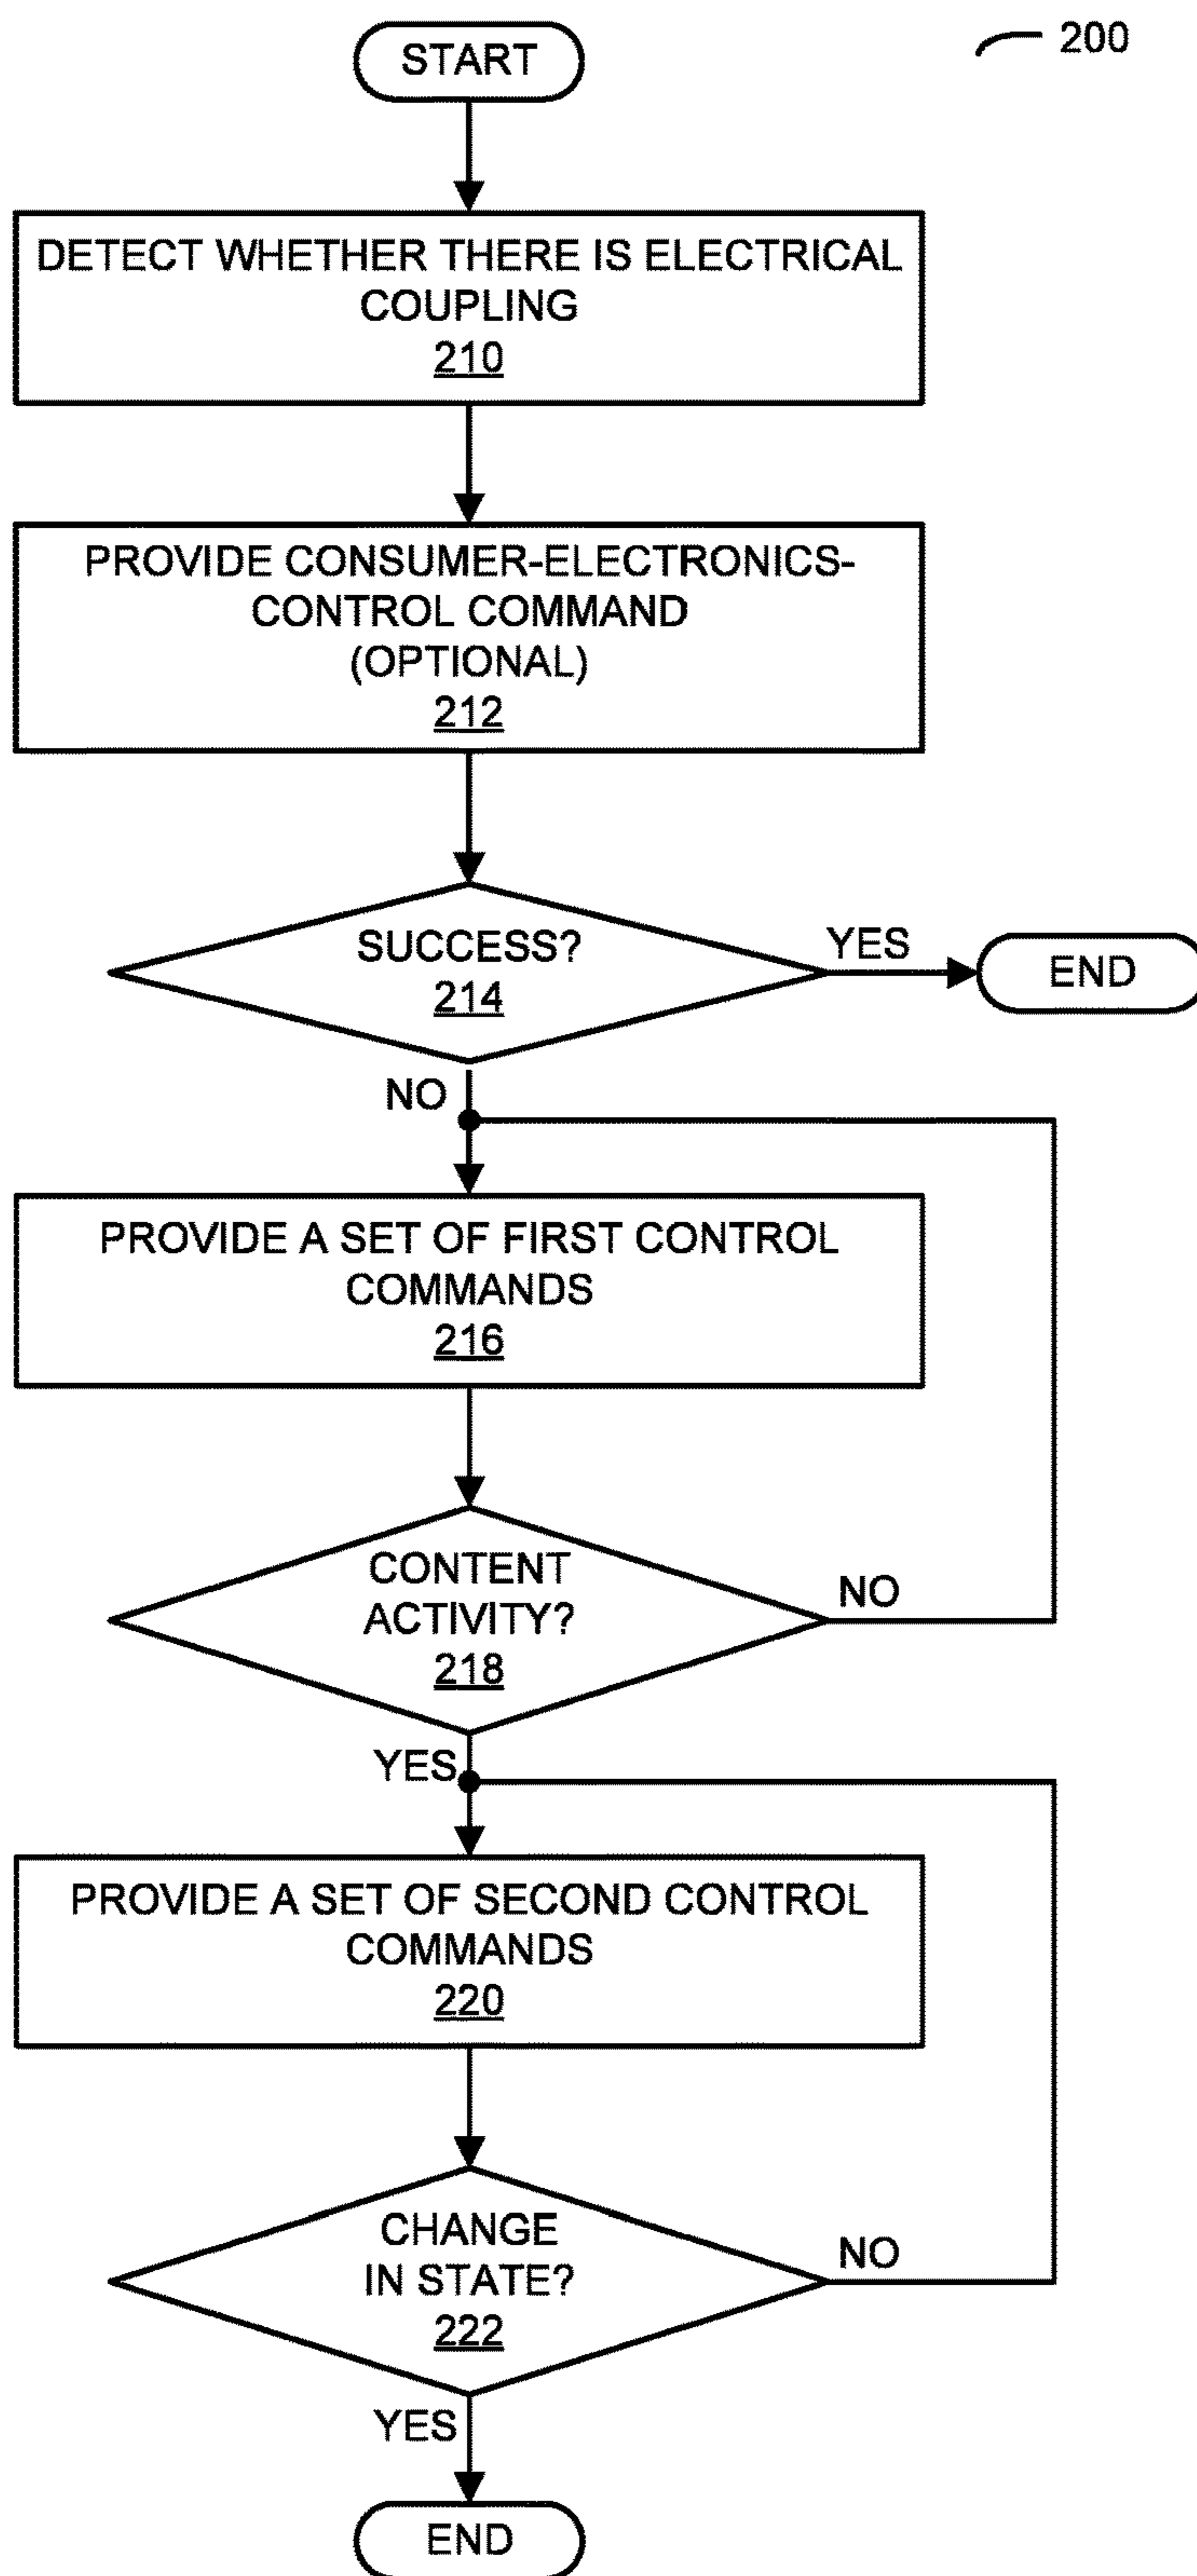 START
200
DETECT WHETHER THERE IS ELECTRICAL
COUPLING
210
PROVIDE CONSUMER-ELECTRONICS-
CONTROL COMMAND
(OPTIONAL)
212
SUCCESS?
214
YES
END
NO
PROVIDE A SET OF FIRST CONTROL
COMMANDS
216
CONTENT
ACTIVITY?
218
NO
YES
PROVIDE A SET OF SECOND CONTROL
COMMANDS
220
CHANGE
IN STATE?
222
NO
YES
END